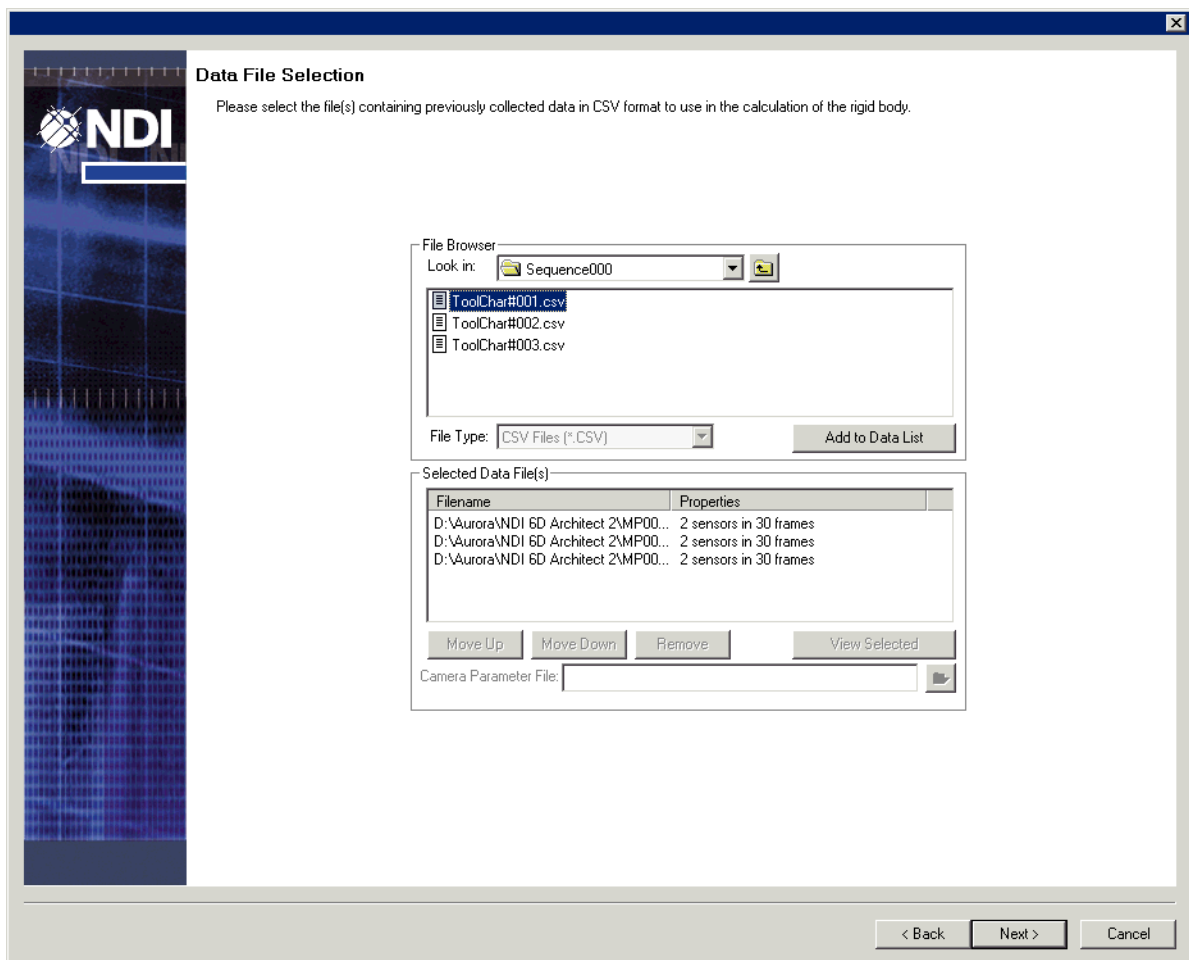 Data File Selection
Please select the file(s) containing previously collected data in CSV format to use in the calculation of the rigid body.
NDI
File Browser
Look in: Sequence000
ToolChar#001.csv
ToolChar#002.csv
ToolChar#003.csv
File Type: CSV Files (*.CSV) Add to Data List
Selected Data File(s)
Filename Properties
D:\Aurora\NDI 6D Architect 2\MP00... 2 sensors in 30 frames
D:\Aurora\NDI 6D Architect 2\MP00... 2 sensors in 30 frames
D:\Aurora\NDI 6D Architect 2\MP00... 2 sensors in 30 frames
Move Up Move Down Remove View Selected
Camera Parameter File:
< Back Next > Cancel